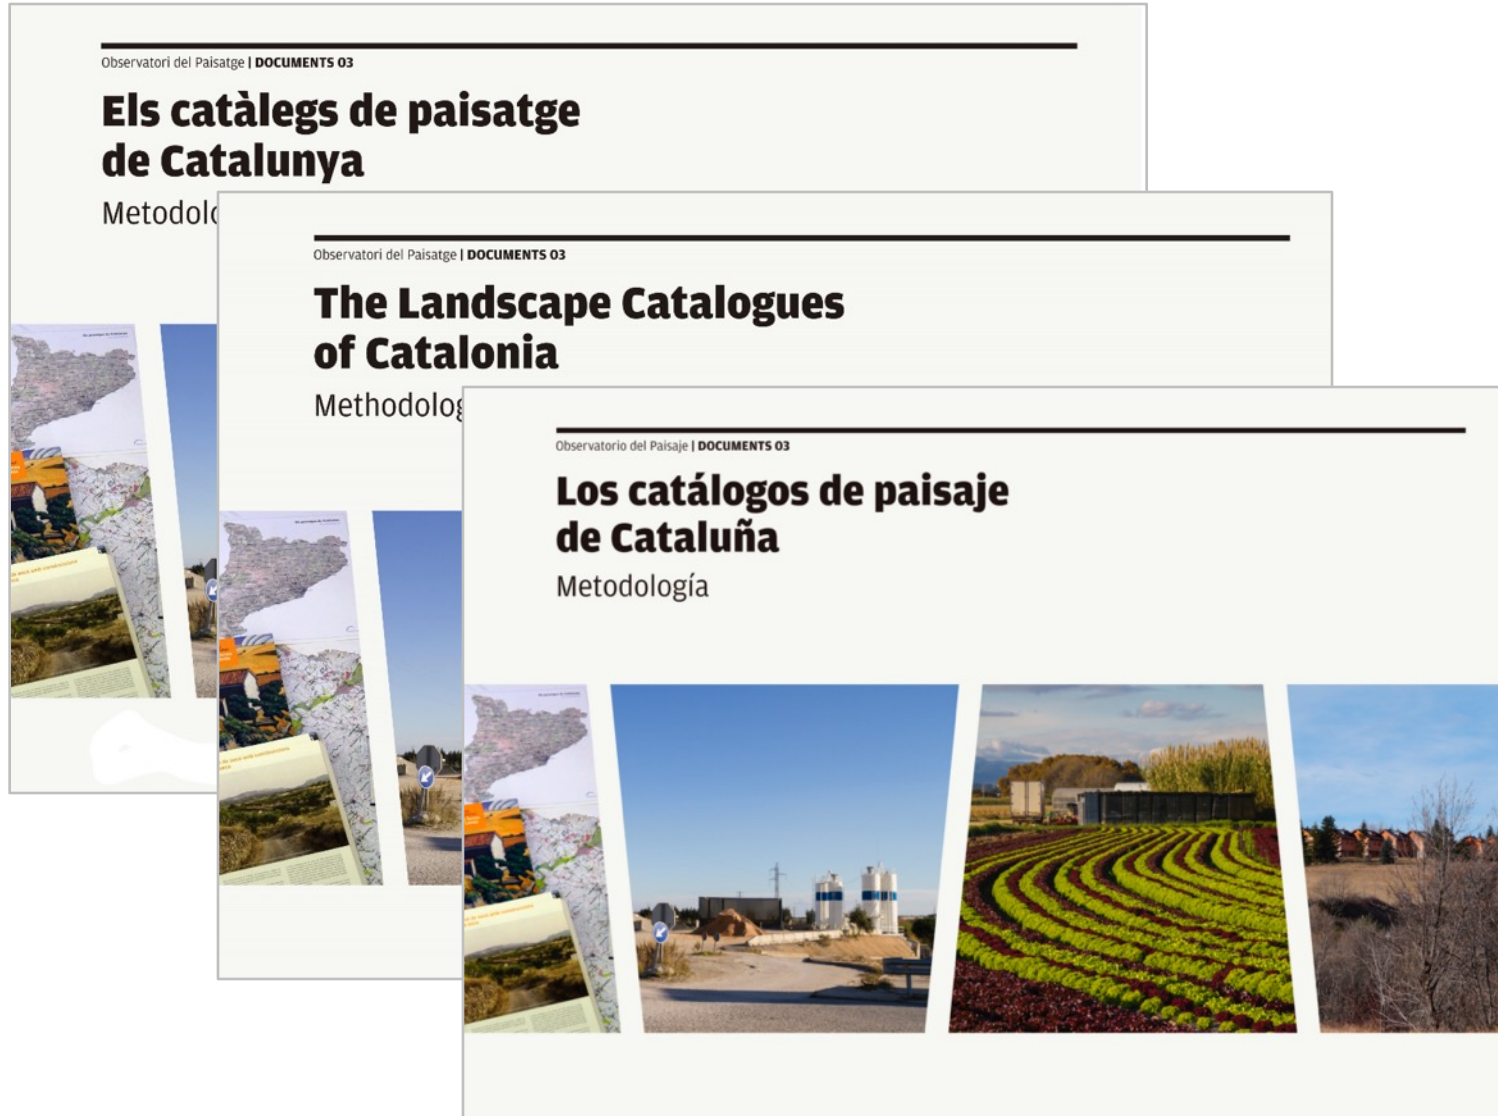 Observatori del Paisatge | DOCUMENTS 03
Els catàlegs de paisatge
de Catalunya
Observatori del Paisatge | DOCUMENTS 03
The Landscape Catalogues
of Catalonia
Observatorio del Paisaje | DOCUMENTS 03
Los catálogos de paisaje
de Cataluña
Metodología